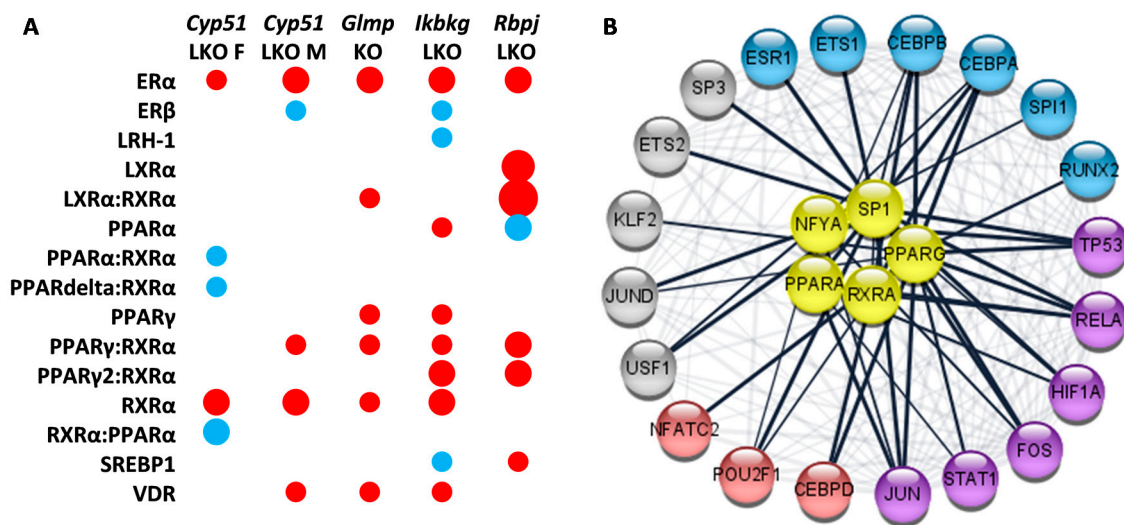 A
Cyp51 Cyp51 Glmp Ikbkg Rbpj
LKO F LKO M KO LKO LKO
ERα
ERβ
LRH-1
LXRα
LXRα:RXRα
PPARα
PPARα:RXRα
PPARdelta:RXRα
PPARγ
PPARγ:RXRα
PPARγ2:RXRα
RXRα
RXRα:PPARα
SREBP1
VDR
B
ETS1
CEBPB
ESR1
CEBPA
SP3
SPI1
ETS2
RUNX2
SP1
NFYA
KLF2
TP53
PPARG
PPARA
RXRA
JUND
RELA
USF1
HIF1A
NFATC2
FOS
POU2F1
STAT1
CEBPD
JUN